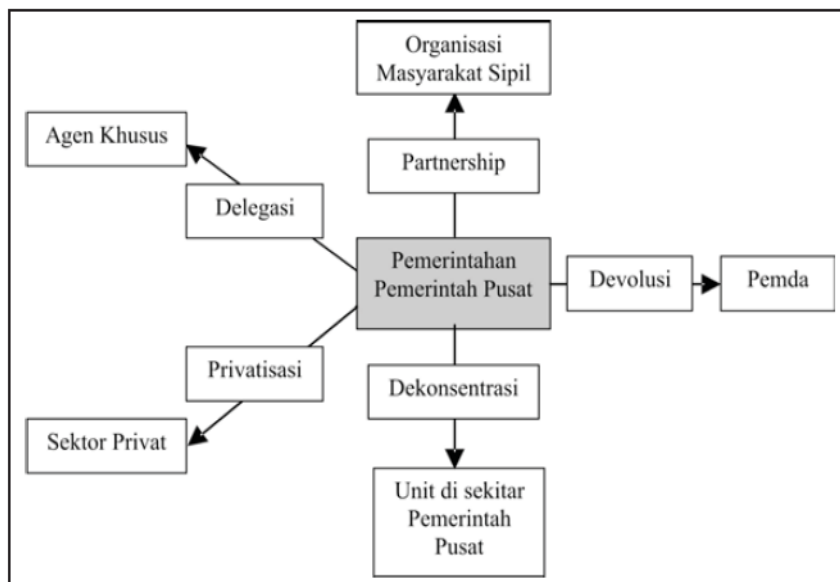 Organisasi
Masyarakat Sipil
Agen Khusus
Partnership
Delegasi
Pemerintahan
Pemerintah Pusat
Devolusi
Pemda
Privatisasi
Dekonsentrasi
Sektor Privat
Unit di sekitar
Pemerintah
Pusat